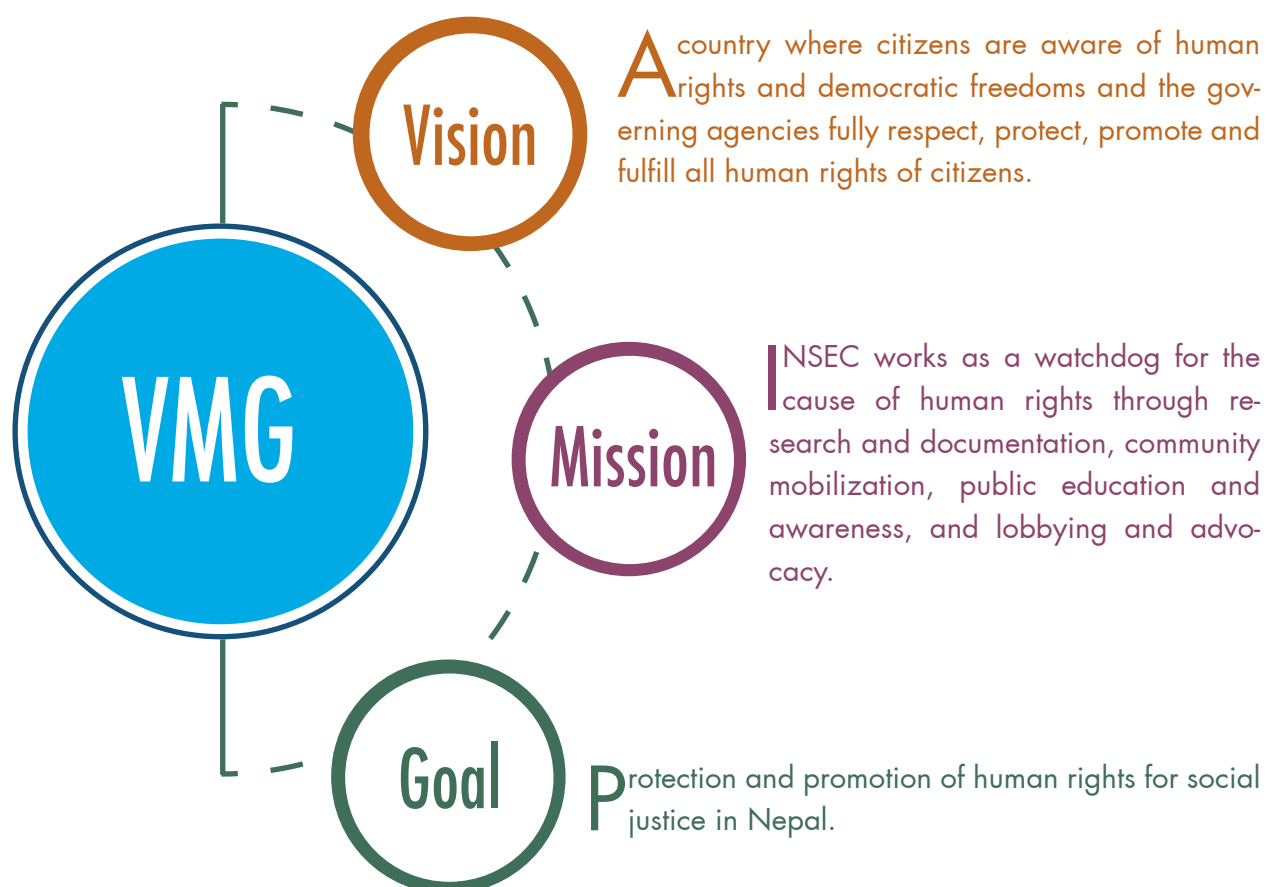 VMG
Vision
A country where citizens are aware of human
rights and democratic freedoms and the gov-
erning agencies fully respect, protect, promote and
fulfill all human rights of citizens.
Mission
INSEC works as a watchdog for the
cause of human rights through re-
search and documentation, community
mobilization, public education and
awareness, and lobbying and advo-
cacy.
Goal
Protection and promotion of human rights for social
justice in Nepal.